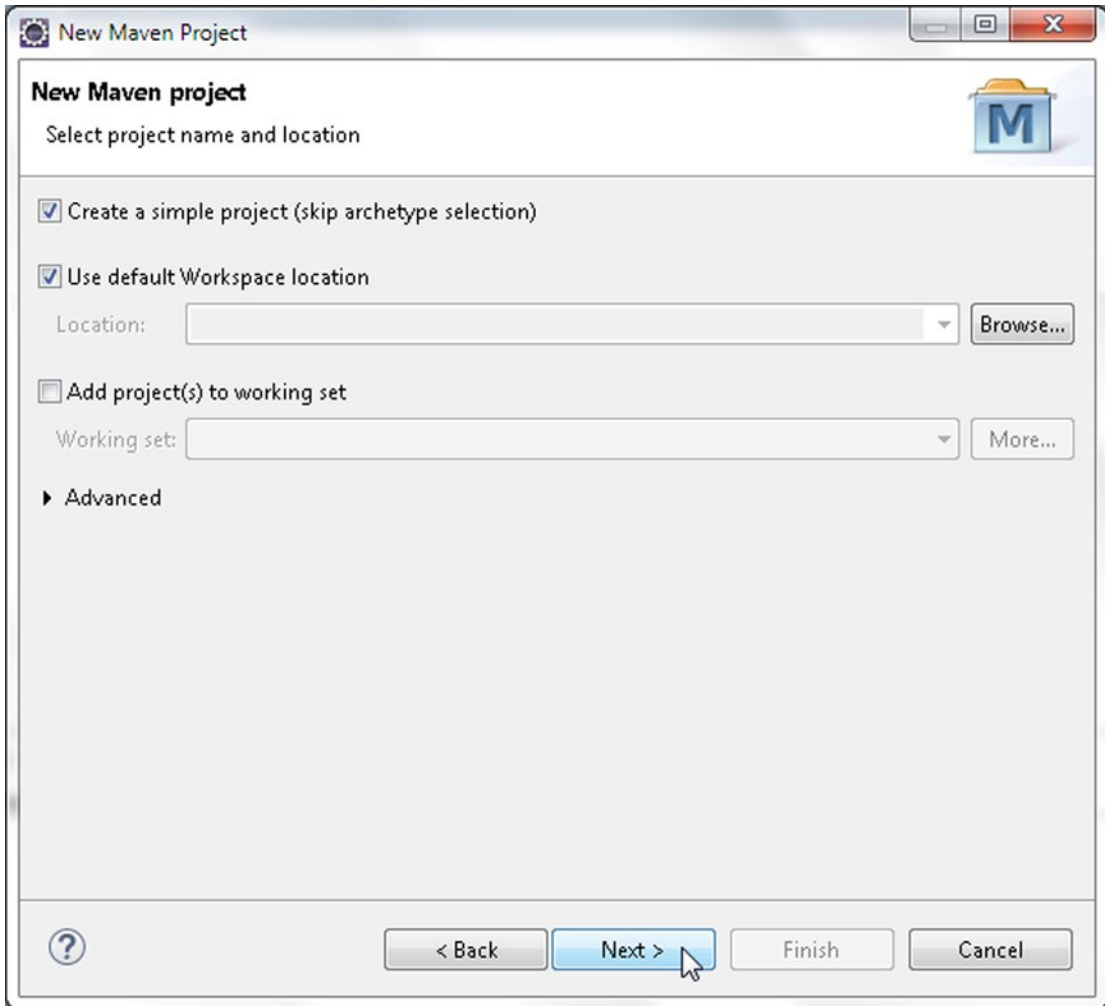 New Maven Project
New Maven project
M
Select project name and location
Create a simple project (skip archetype selection)
Use default Workspace location
Location:
Browse...
Add project(s) to working set
Working set:
More...
Advanced
?
< Back
Next >
Finish
Cancel